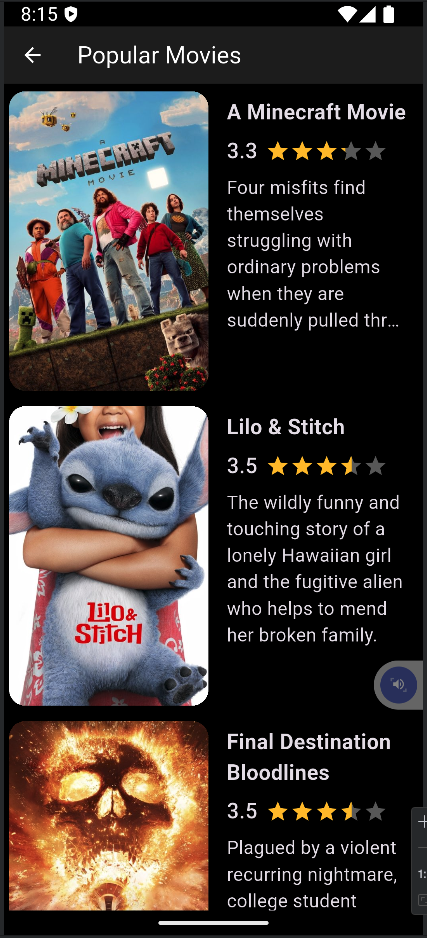 8:15
Popular Movies
A
MINECRAFT
MOVIE
A Minecraft Movie
3.3
Four misfits find
themselves
struggling with
ordinary problems
when they are
suddenly pulled thr...
Lilo &
Stitch
Lilo & Stitch
3.5
The wildly funny and
touching story of a
lonely Hawaiian girl
and the fugitive alien
who helps to mend
her broken family.
Final Destination
Bloodlines
3.5
Plagued by a violent
recurring nightmare,
college student
1: